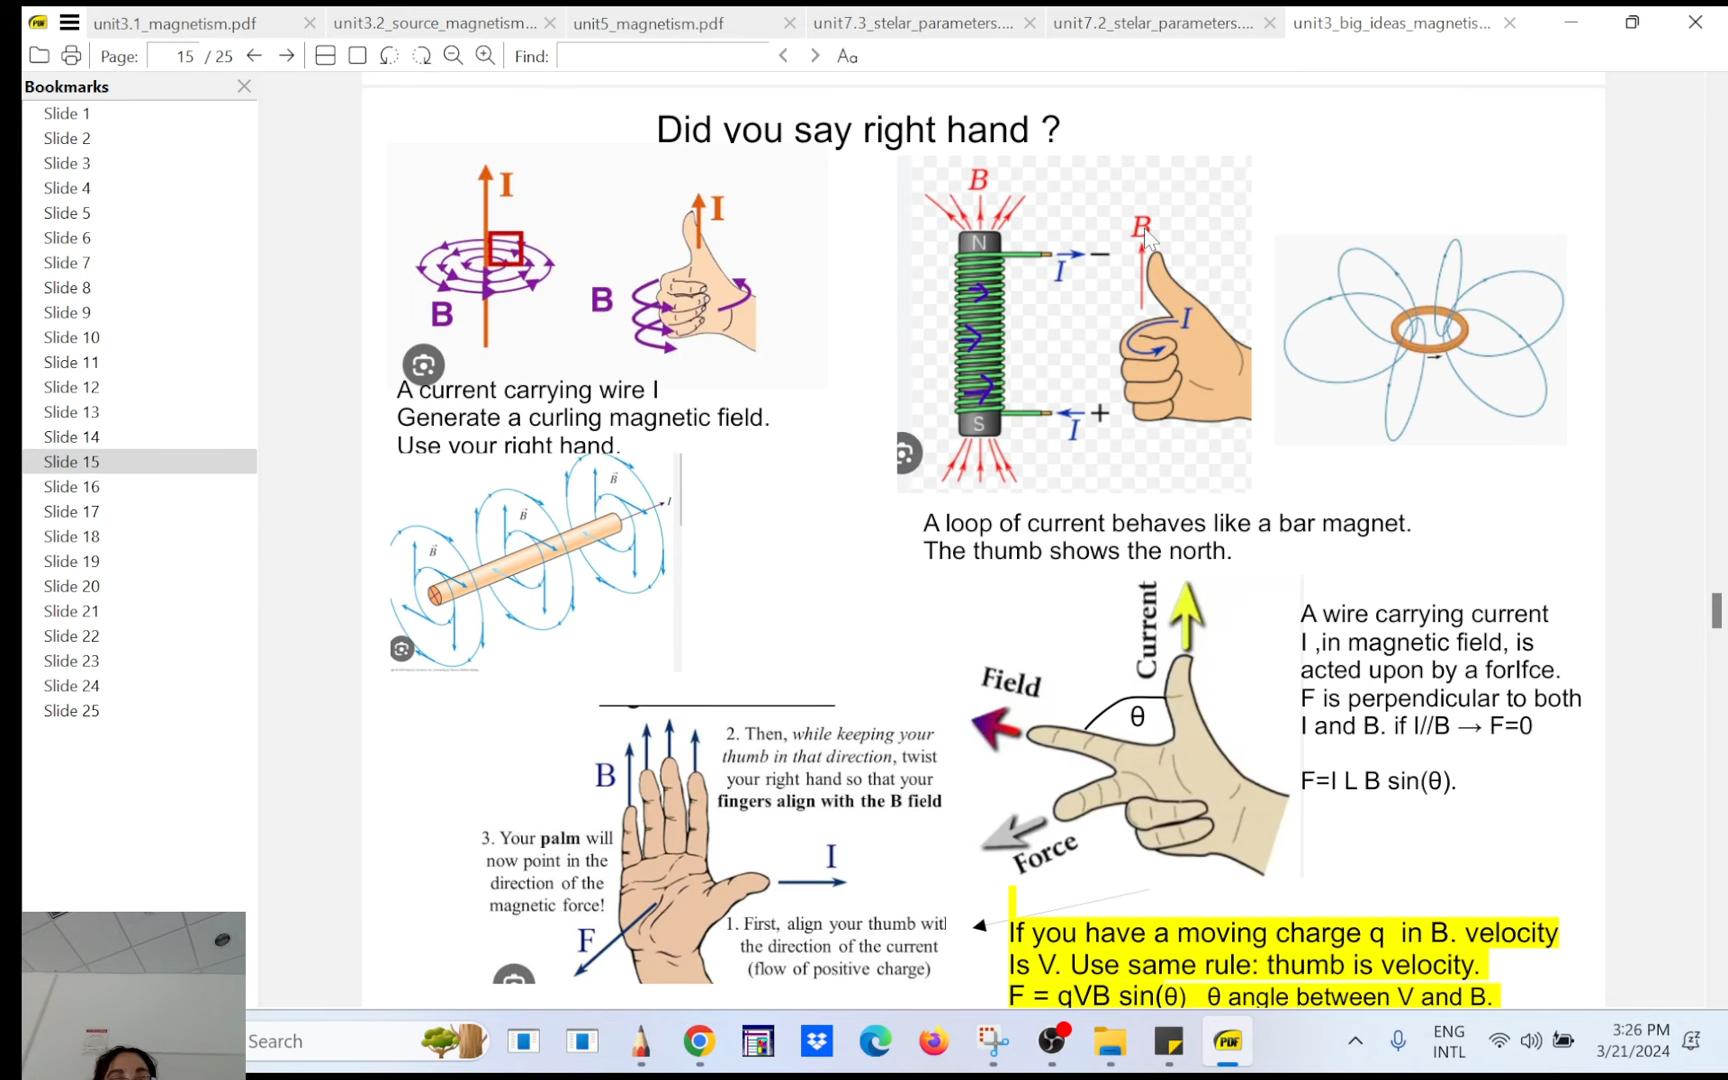 unit3.1_magnetism.pdf
unit3.2_source_magnetism...
unit5_magnetism.pdf
unit7.3_stelar_parameters....
unit7.2_stelar_parameters....
unit3_big_ideas_magnetis...
Page: 15 / 25
Find:
Aa
Bookmarks
Slide 1
Slide 2
Slide 3
Slide 4
Slide 5
Slide 6
Slide 7
Slide 8
Slide 9
Slide 10
Slide 11
Slide 12
Slide 13
Slide 14
Slide 15
Slide 16
Slide 17
Slide 18
Slide 19
Slide 20
Slide 21
Slide 22
Slide 23
Slide 24
Slide 25
Did you say right hand ?
I
B
I
B
A current carrying wire I
Generate a curling magnetic field.
Use your right hand.
B
B
B
I
B
N
I −
S
I +
B
I
A loop of current behaves like a bar magnet.
The thumb shows the north.
Current
Field
θ
Force
A wire carrying current
I ,in magnetic field, is
acted upon by a forlfce.
F is perpendicular to both
I and B. if I//B → F=0
F=I L B sin(θ).
B
2. Then, while keeping your
thumb in that direction, twist
your right hand so that your
fingers align with the B field
3. Your palm will
now point in the
direction of the
magnetic force!
I
F
1. First, align your thumb wit
the direction of the current
(flow of positive charge)
If you have a moving charge q in B. velocity
Is V. Use same rule: thumb is velocity.
F = qVB sin(θ) θ angle between V and B.
Search
PDF
ENG
INTL
3:26 PM
3/21/2024